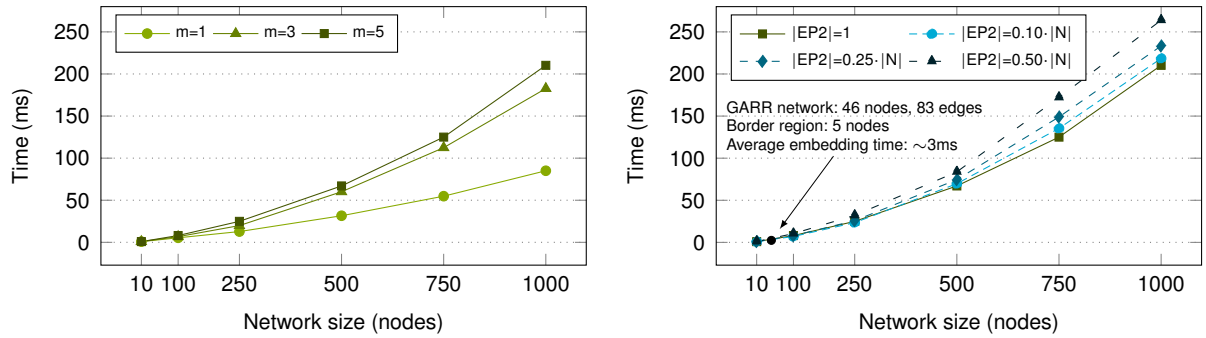 250
200
150
100
50
0
Time (ms)
m=1 m=3 m=5
10 100 250 500 750 1000
Network size (nodes)
250
200
150
100
50
0
Time (ms)
|EP2|=1 |EP2|=0.10·|N|
|EP2|=0.25·|N| |EP2|=0.50·|N|
GARR network: 46 nodes, 83 edges
Border region: 5 nodes
Average embedding time: ∼3ms
10 100 250 500 750 1000
Network size (nodes)